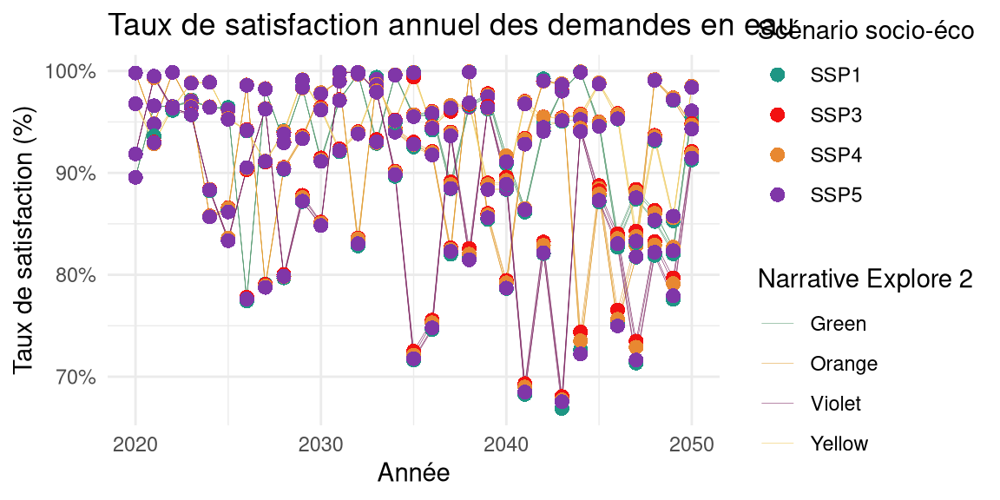 Taux de satisfaction annuel des demandes en eau
Scénario socio-éco
SSP1
SSP3
SSP4
SSP5
Narrative Explore 2
Green
Orange
Violet
Yellow
Taux de satisfaction (%)
100%
90%
80%
70%
2020 2030 2040 2050
Année